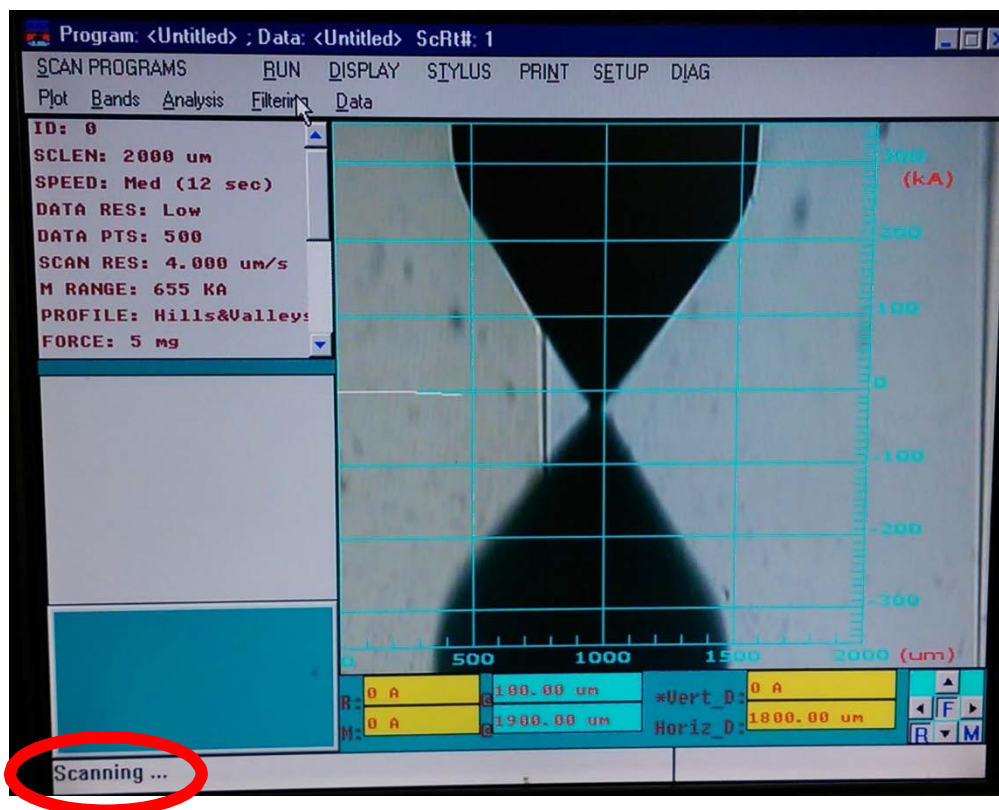 Program: <Untitled> ; Data: <Untitled> ScRt#: 1
SCAN PROGRAMS RUN DISPLAY STYLUS PRINT SETUP DIAG
Plot Bands Analysis Filtering Data
ID: 0
SCLEN: 2000 um
SPEED: Med (12 sec)
DATA RES: Low
DATA PTS: 500
SCAN RES: 4.000 um/s
M RANGE: 655 KA
PROFILE: Hills&Valleys
FORCE: 5 mg
300
(kA)
200
100
0
-100
-200
-300
0 500 1000 1500 2000 (um)
R: 0 A @ 100.00 um *Vert_D: 0 A
M: 0 A @ 1900.00 um Horiz_D: 1800.00 um
F
R M
Scanning ...